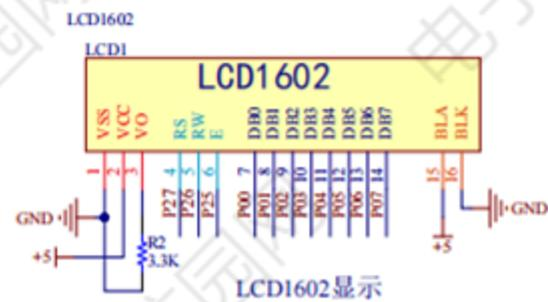 LCD1602
LCD1
LCD1602
VSS VCC VO RS RW E DB0 DB1 DB2 DB3 DB4 DB5 DB6 DB7 BLA BLK
1 2 3 4 5 6 7 8 9 10 11 12 13 14 15 16
P27 P26 P25 P00 P01 P02 P03 P04 P05 P06 P07
GND
GND
+5
R2
3.3K
+5
LCD1602显示